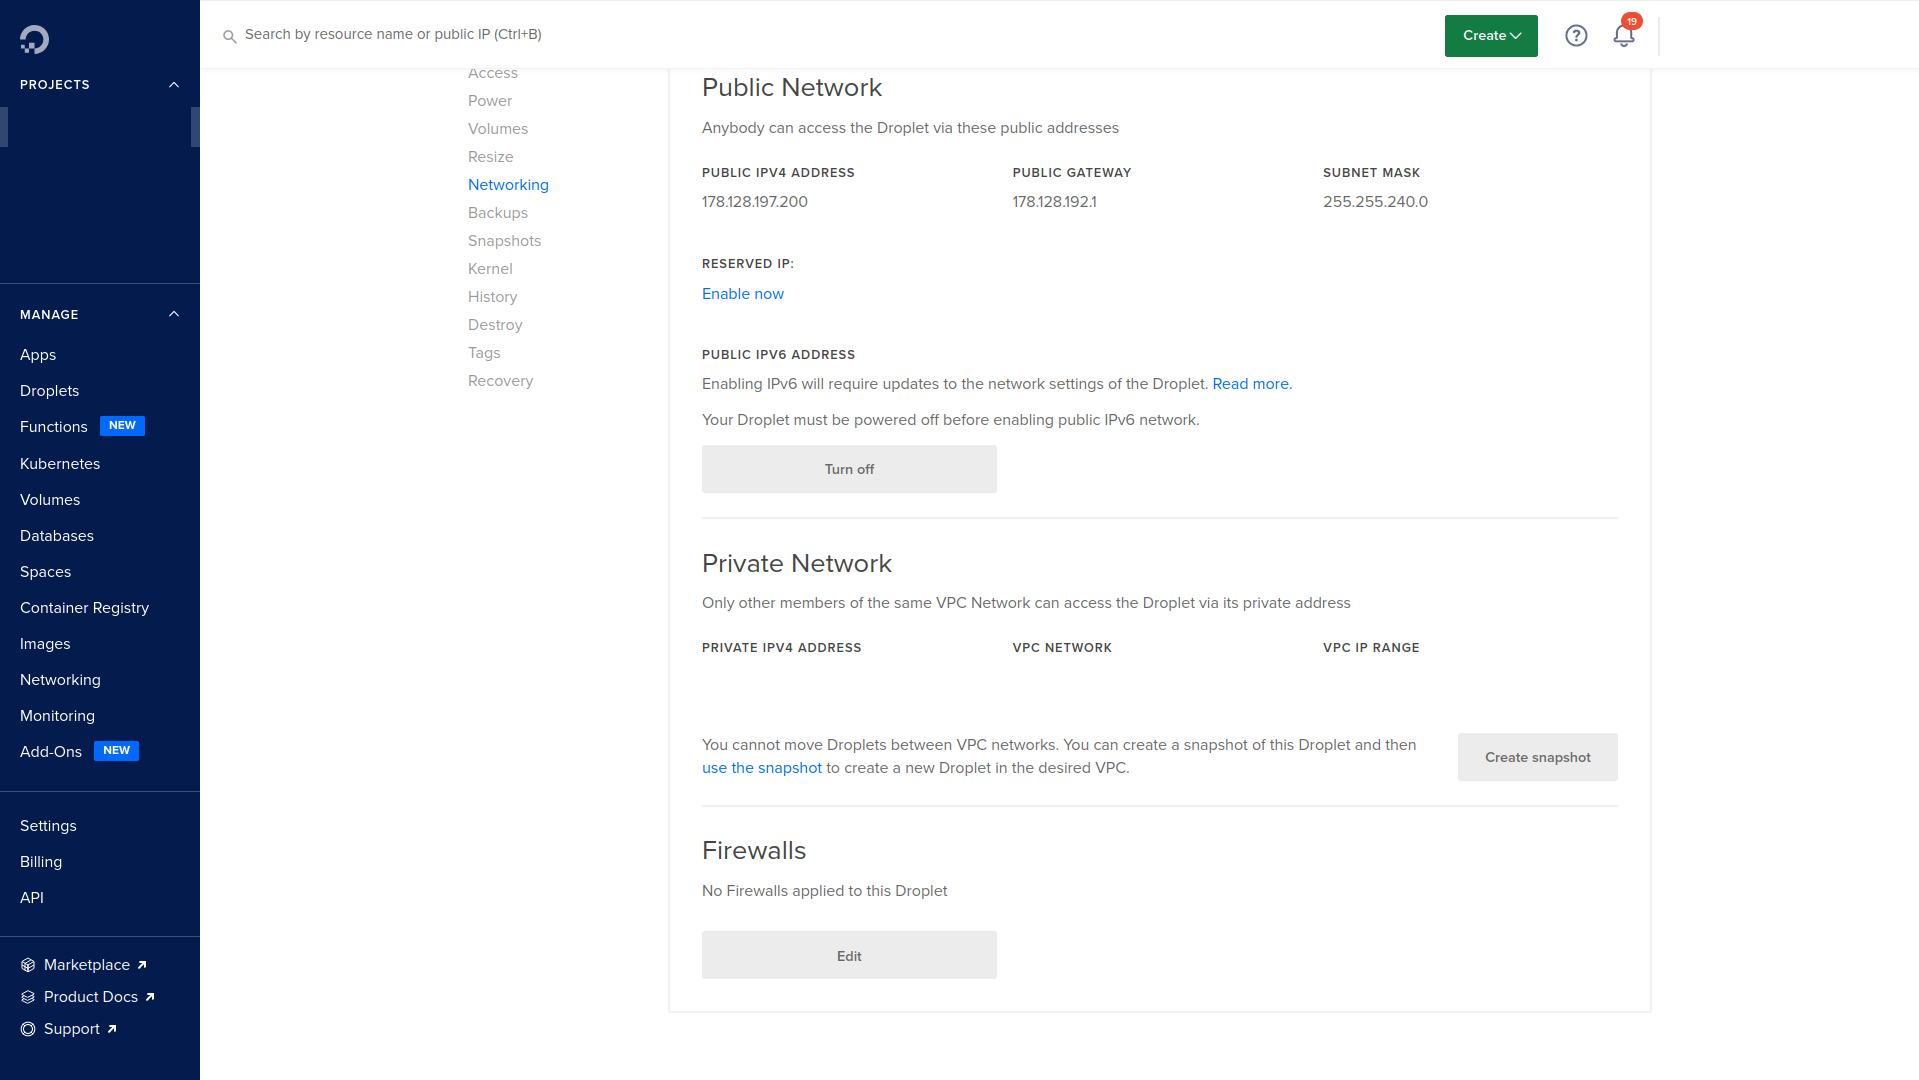 Search by resource name or public IP (Ctrl+B)
Create
19
PROJECTS
MANAGE
Apps
Droplets
Functions NEW
Kubernetes
Volumes
Databases
Spaces
Container Registry
Images
Networking
Monitoring
Add-Ons NEW
Settings
Billing
API
Marketplace
Product Docs
Support
Access
Power
Volumes
Resize
Networking
Backups
Snapshots
Kernel
History
Destroy
Tags
Recovery
Public Network
Anybody can access the Droplet via these public addresses
PUBLIC IPV4 ADDRESS PUBLIC GATEWAY SUBNET MASK
178.128.197.200 178.128.192.1 255.255.240.0
RESERVED IP:
Enable now
PUBLIC IPV6 ADDRESS
Enabling IPv6 will require updates to the network settings of the Droplet. Read more.
Your Droplet must be powered off before enabling public IPv6 network.
Turn off
Private Network
Only other members of the same VPC Network can access the Droplet via its private address
PRIVATE IPV4 ADDRESS VPC NETWORK VPC IP RANGE
You cannot move Droplets between VPC networks. You can create a snapshot of this Droplet and then
use the snapshot to create a new Droplet in the desired VPC.
Create snapshot
Firewalls
No Firewalls applied to this Droplet
Edit